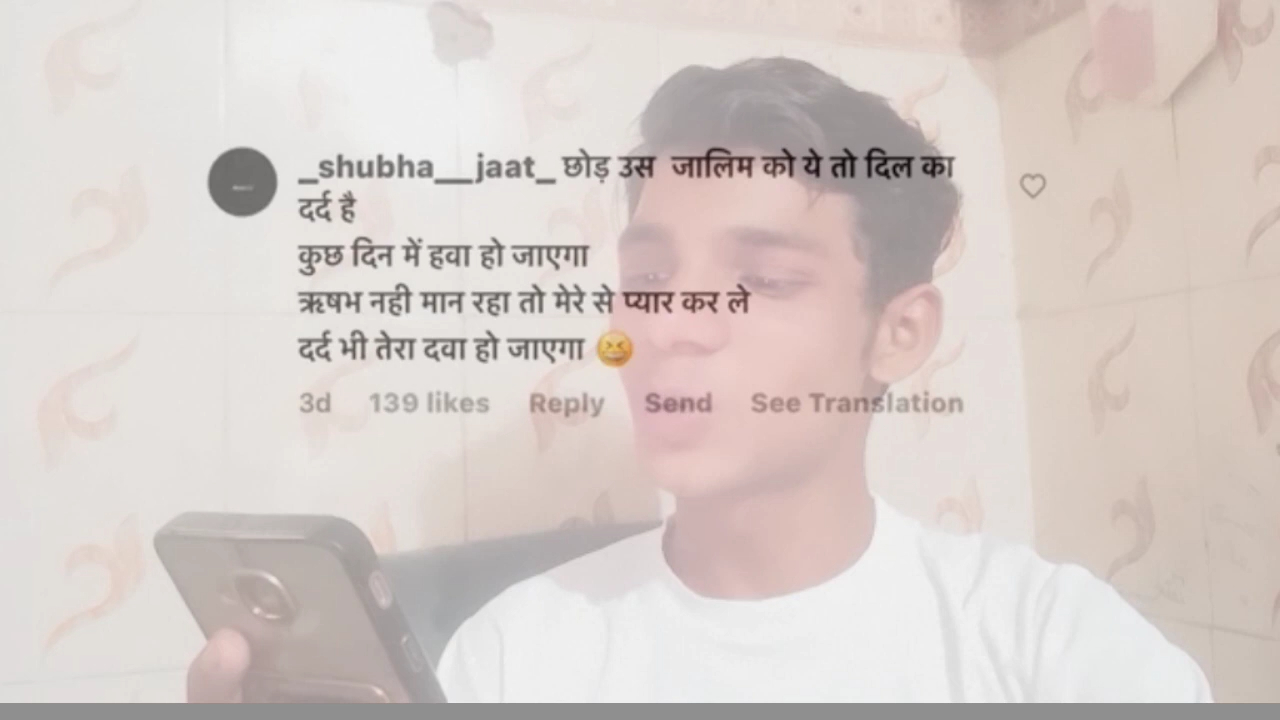 _shubha__jaat_ छोड़ उस जालिम को ये तो दिल का
दर्द है
कुछ दिन में हवा हो जाएगा
ऋषभ नही मान रहा तो मेरे से प्यार कर ले
दर्द भी तेरा दवा हो जाएगा 😆
3d 139 likes Reply Send See Translation